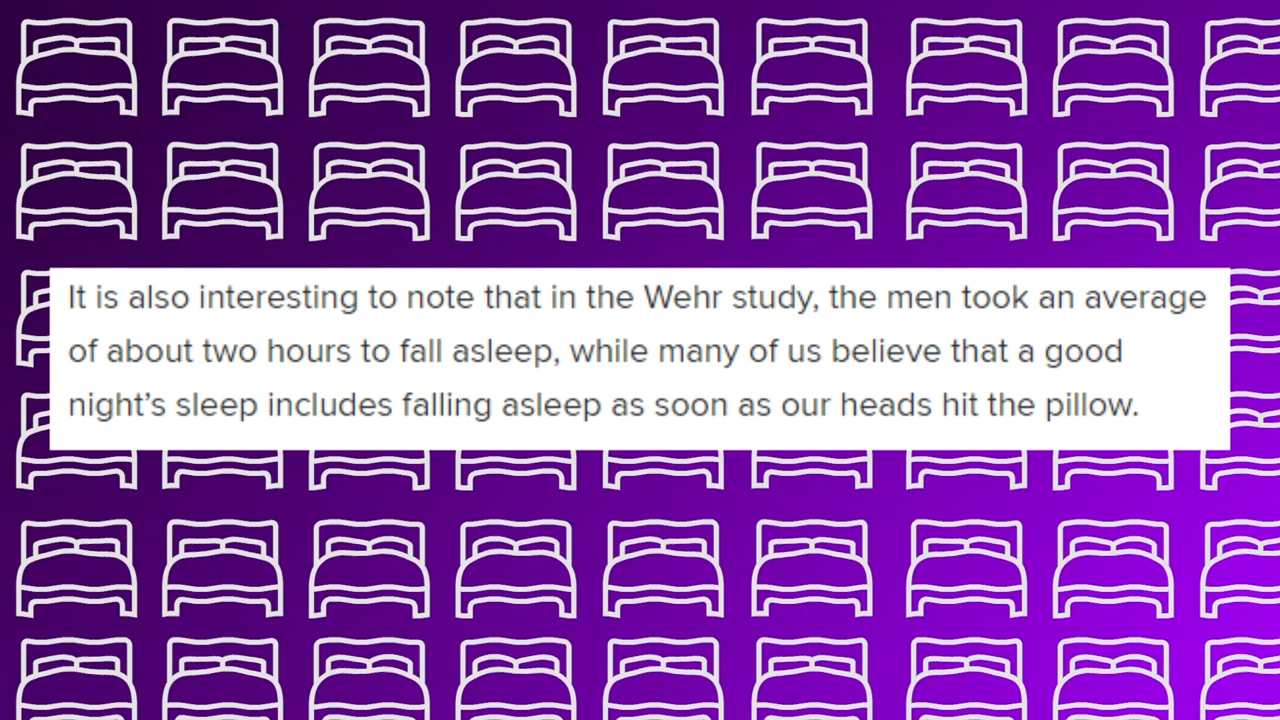 It is also interesting to note that in the Wehr study, the men took an average
of about two hours to fall asleep, while many of us believe that a good
night’s sleep includes falling asleep as soon as our heads hit the pillow.